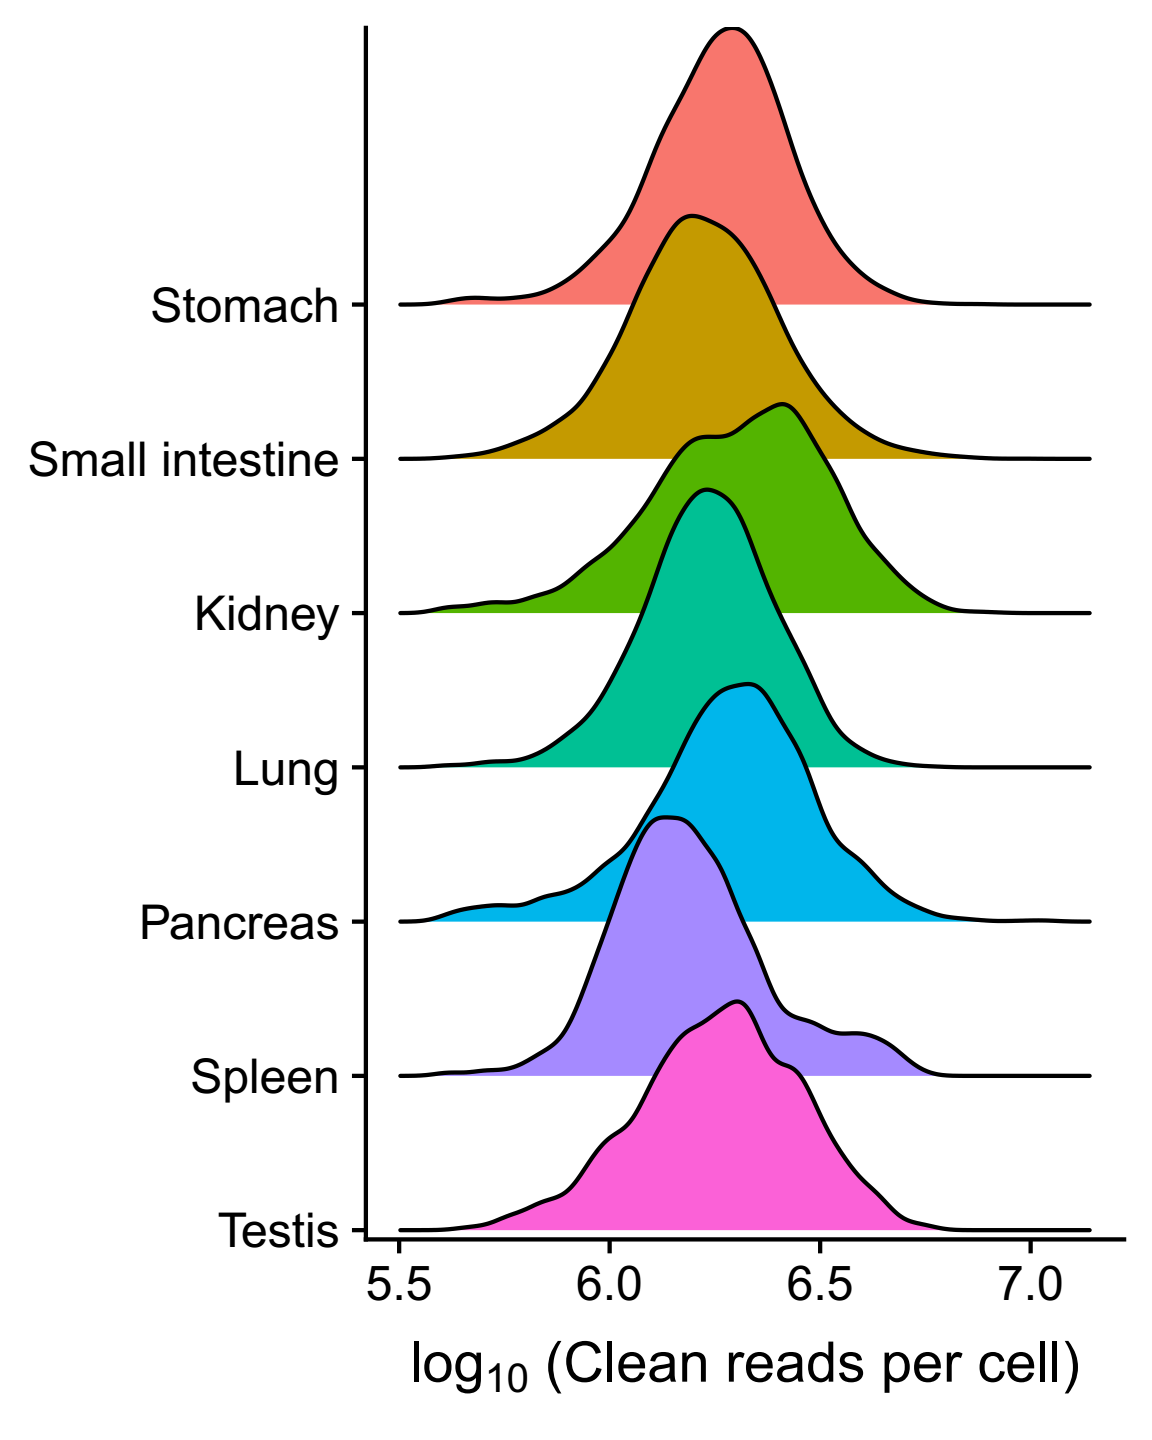 Stomach
Small intestine
Kidney
Lung
Pancreas
Spleen
Testis
5.5 6.0 6.5 7.0
log₁₀ (Clean reads per cell)